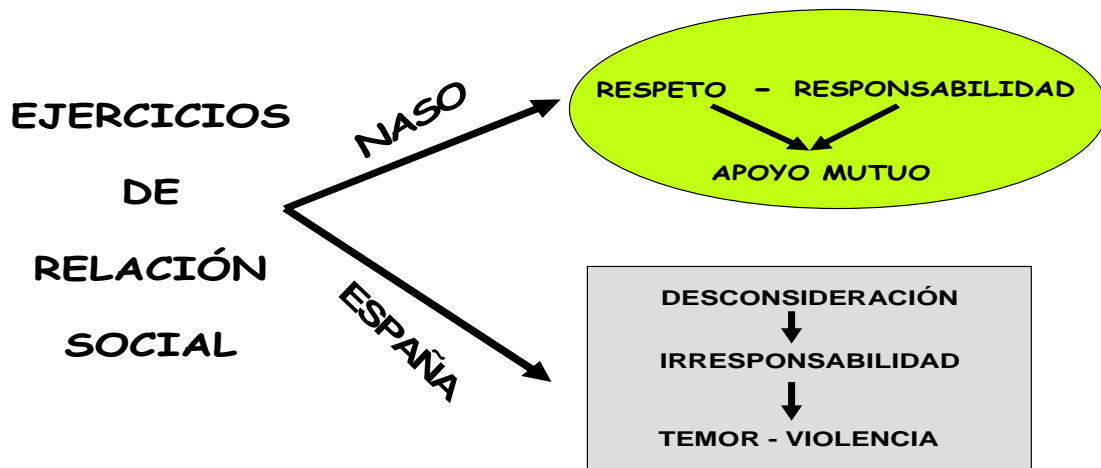 EJERCICIOS
DE
RELACIÓN
SOCIAL
NASO
RESPETO - RESPONSABILIDAD
APOYO MUTUO
ESPAÑA
DESCONSIDERACIÓN
IRRESPONSABILIDAD
TEMOR - VIOLENCIA